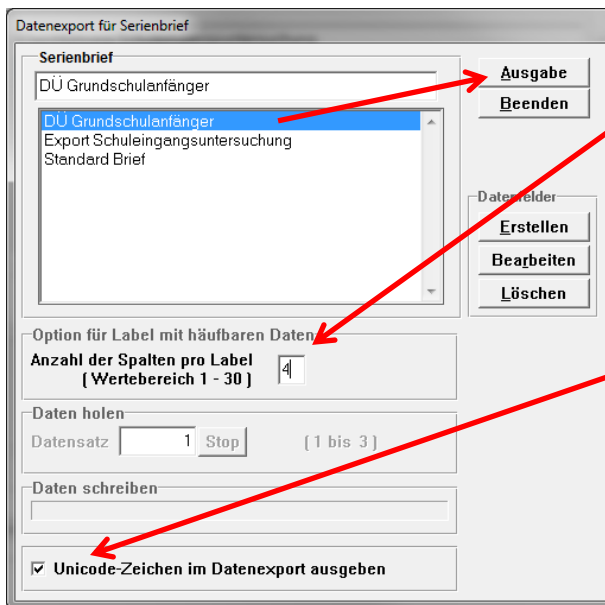 Datenexport für Serienbrief
Serienbrief
DÜ Grundschulanfänger
DÜ Grundschulanfänger
Export Schuleingangsuntersuchung
Standard Brief
Ausgabe
Beenden
Datenfelder
Erstellen
Bearbeiten
Löschen
Option für Label mit häufbaren Daten
Anzahl der Spalten pro Label
( Wertebereich 1 - 30 )
4
Daten holen
Datensatz 1 Stop ( 1 bis 3 )
Daten schreiben
Unicode-Zeichen im Datenexport ausgeben